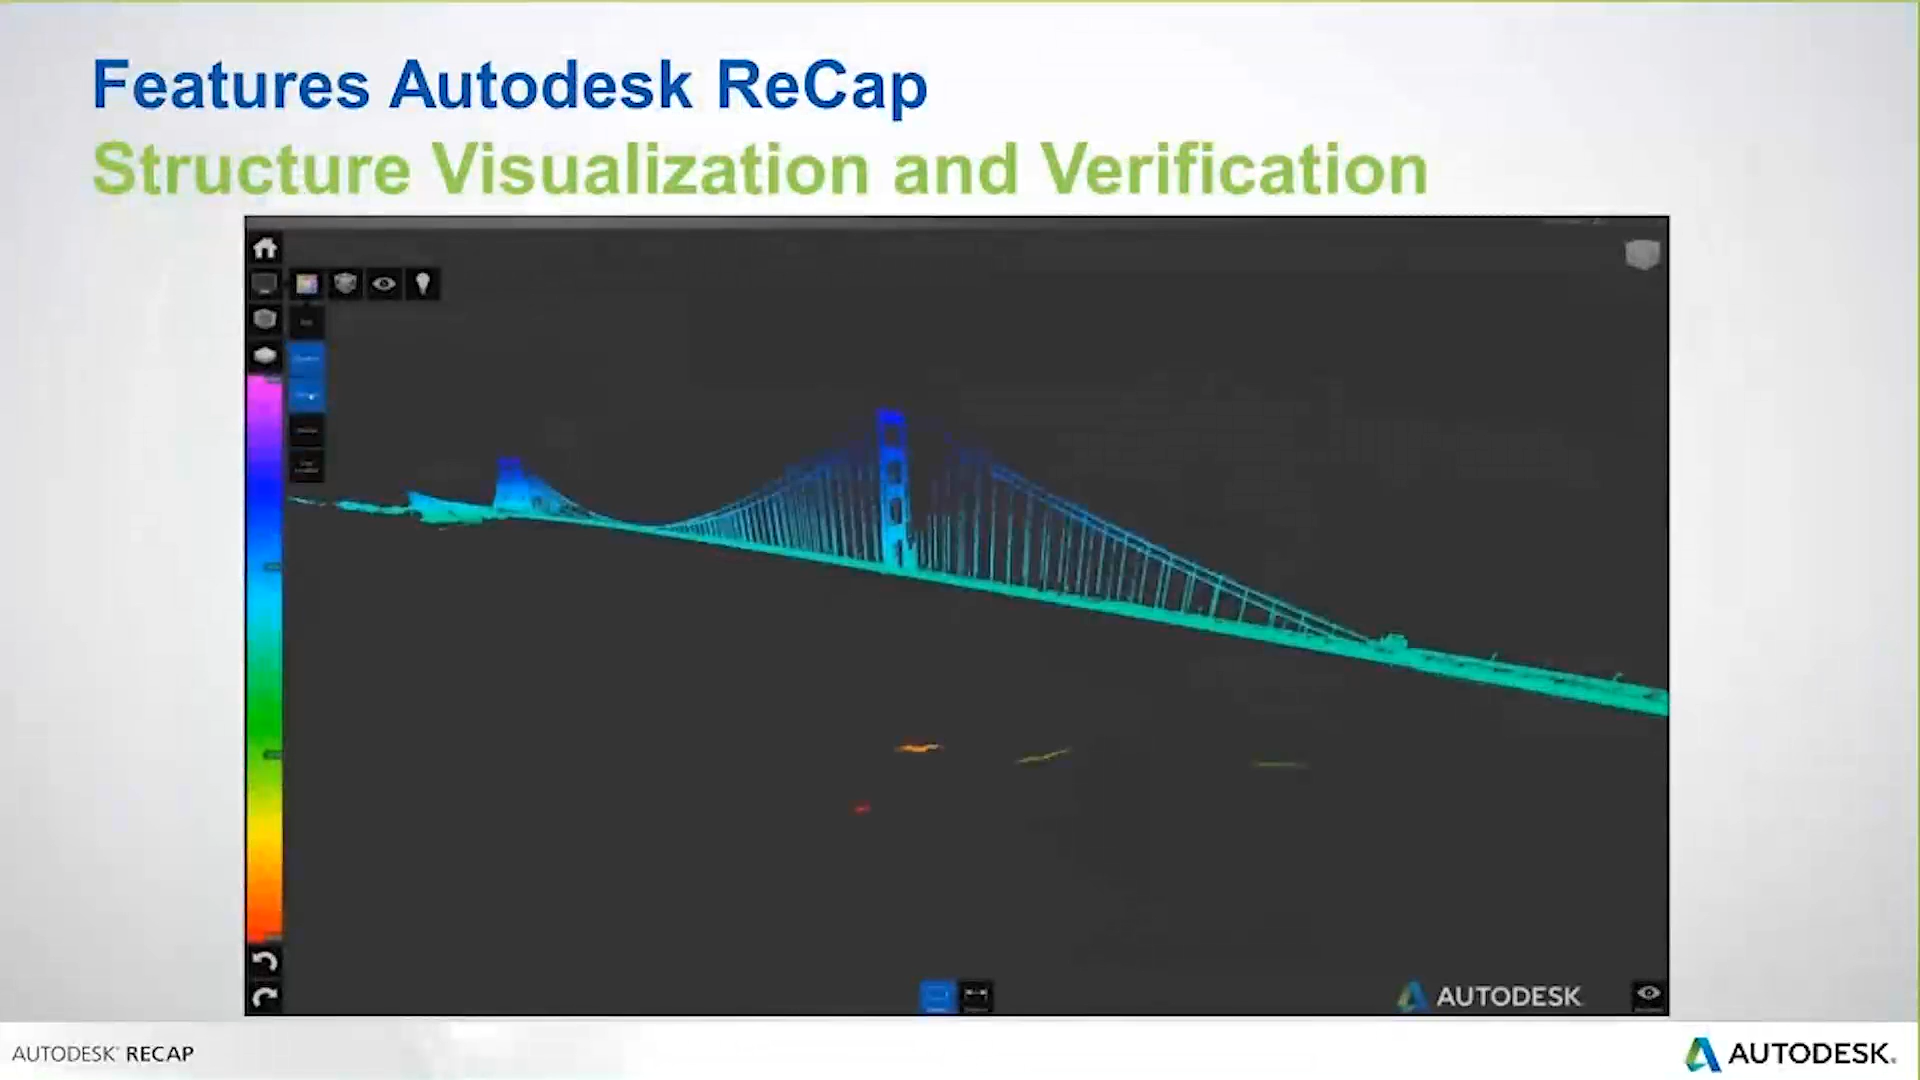 Features Autodesk ReCap
Structure Visualization and Verification
AUTODESK
AUTODESK® RECAP
AUTODESK®